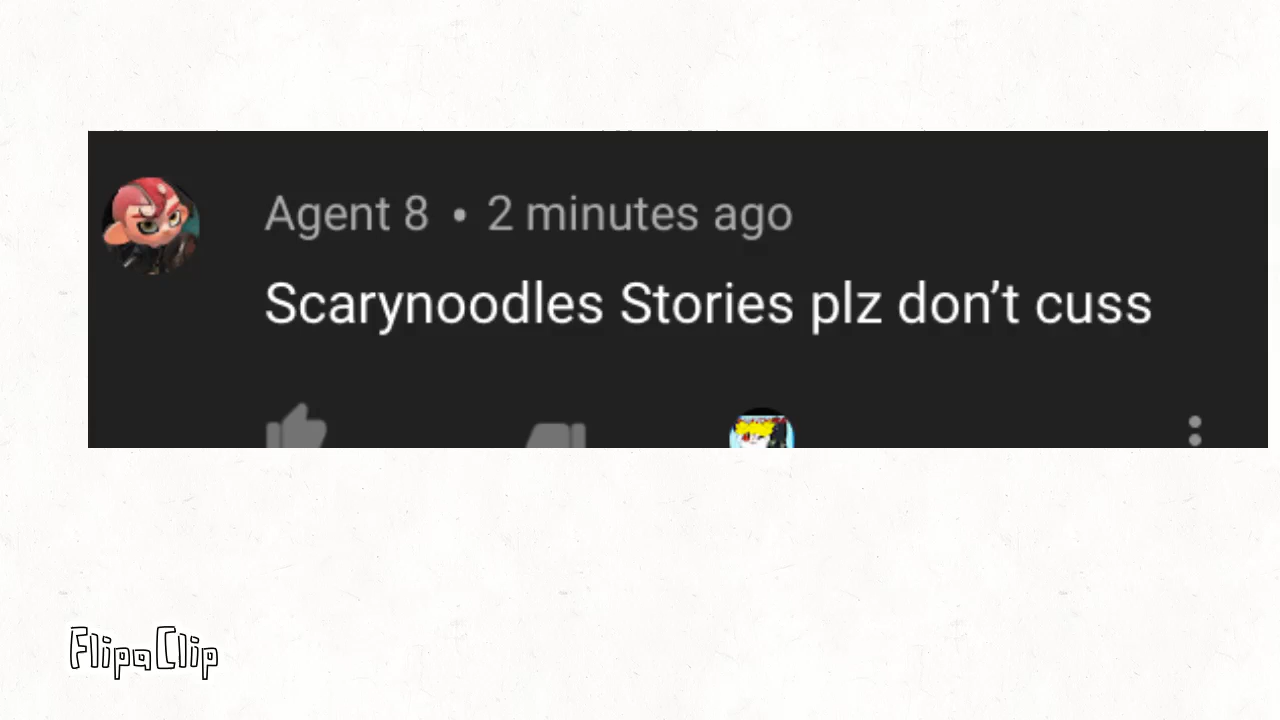 Agent 8 • 2 minutes ago
Scarynoodles Stories plz don’t cuss
FlipaClip